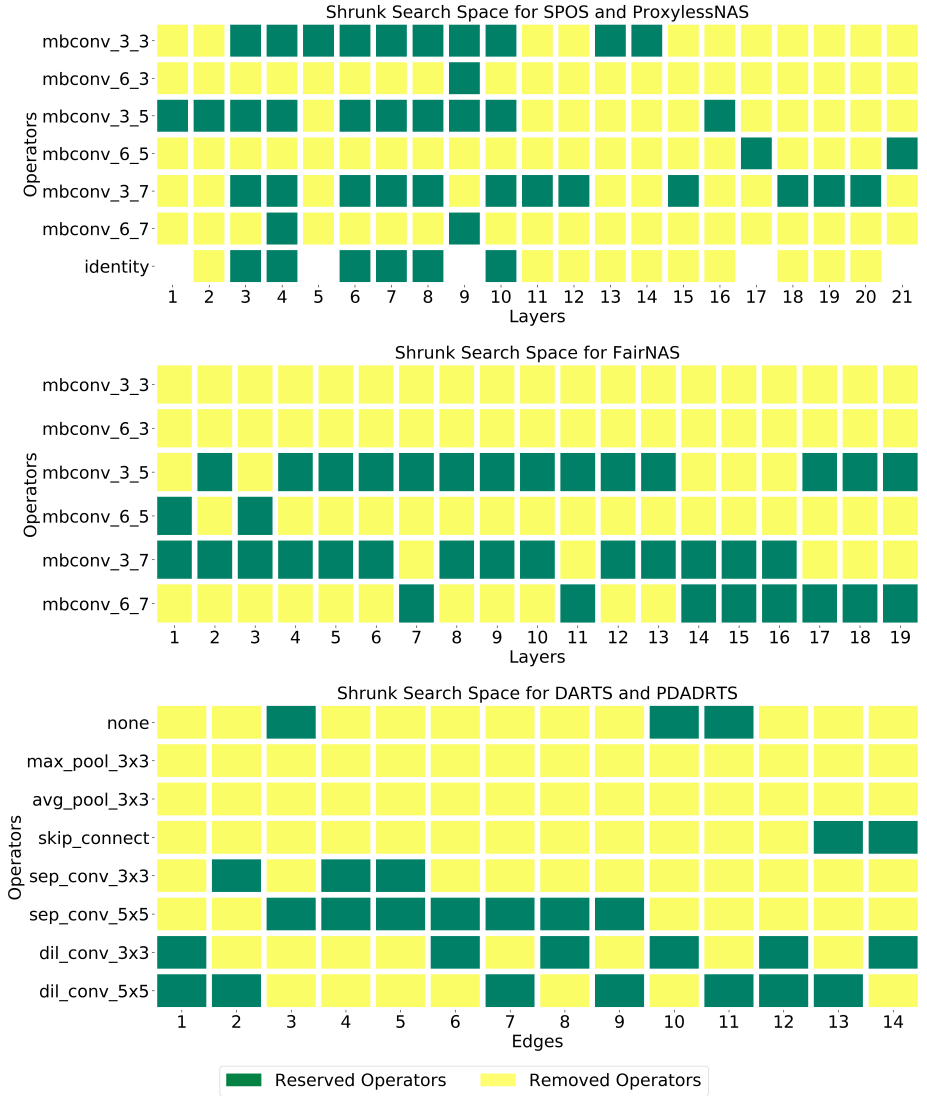 Shrunk Search Space for SPOS and ProxylessNAS
Operators
mbconv_3_3
mbconv_6_3
mbconv_3_5
mbconv_6_5
mbconv_3_7
mbconv_6_7
identity
1 2 3 4 5 6 7 8 9 10 11 12 13 14 15 16 17 18 19 20 21
Layers
Shrunk Search Space for FairNAS
Operators
mbconv_3_3
mbconv_6_3
mbconv_3_5
mbconv_6_5
mbconv_3_7
mbconv_6_7
1 2 3 4 5 6 7 8 9 10 11 12 13 14 15 16 17 18 19
Layers
Shrunk Search Space for DARTS and PDADRTS
Operators
none
max_pool_3x3
avg_pool_3x3
skip_connect
sep_conv_3x3
sep_conv_5x5
dil_conv_3x3
dil_conv_5x5
1 2 3 4 5 6 7 8 9 10 11 12 13 14
Edges
Reserved Operators Removed Operators